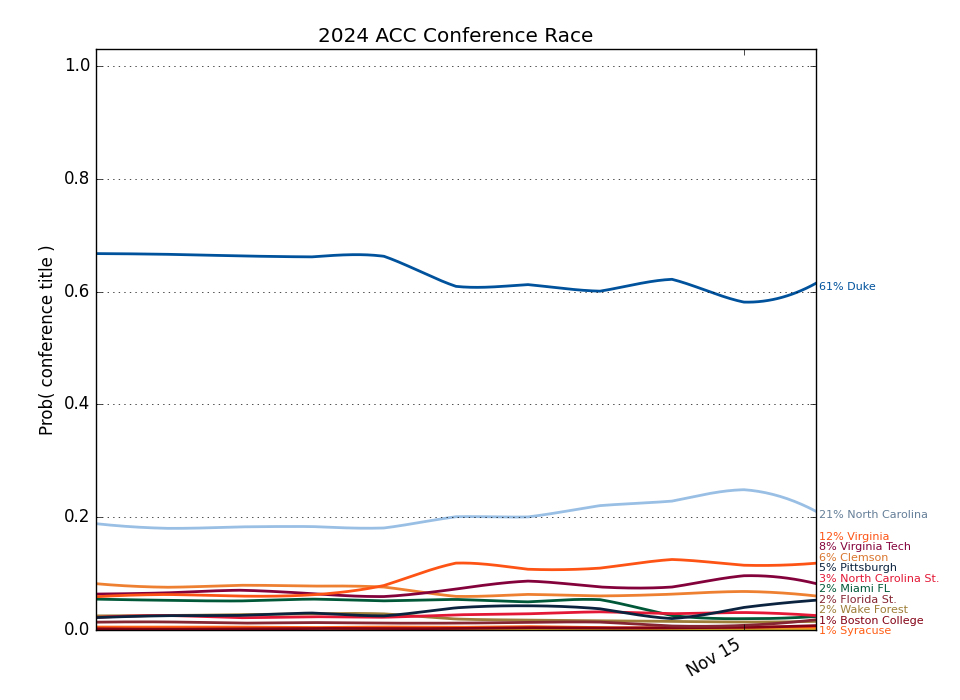 2024 ACC Conference Race
Prob( conference title )
1.0
0.8
0.6
0.4
0.2
0.0
Nov 15
61% Duke
21% North Carolina
12% Virginia
8% Virginia Tech
6% Clemson
5% Pittsburgh
3% North Carolina St.
2% Miami FL
2% Florida St.
2% Wake Forest
1% Boston College
1% Syracuse